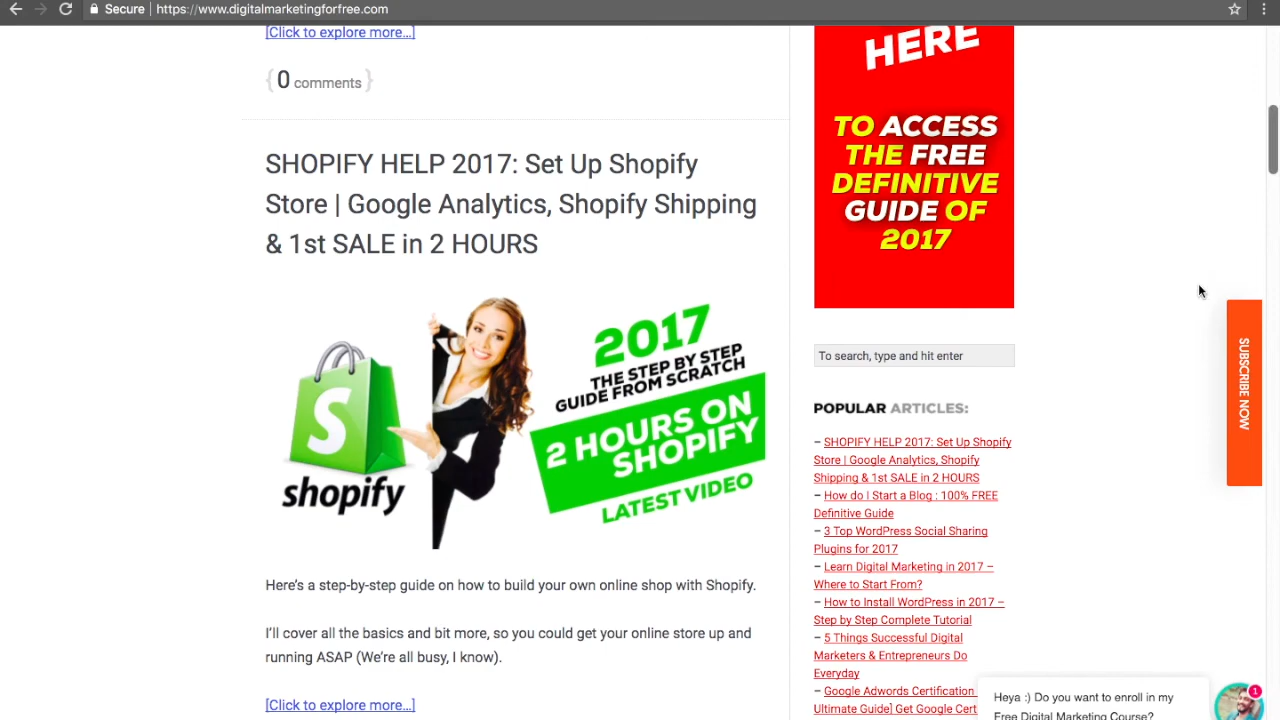 Secure | https://www.digitalmarketingforfree.com
[Click to explore more...]
{ 0 comments }
SHOPIFY HELP 2017: Set Up Shopify
Store | Google Analytics, Shopify Shipping
& 1st SALE in 2 HOURS
S
shopify
2017
THE STEP BY STEP
GUIDE FROM SCRATCH
2 HOURS ON
SHOPIFY
LATEST VIDEO
Here's a step-by-step guide on how to build your own online shop with Shopify.
I'll cover all the basics and bit more, so you could get your online store up and
running ASAP (We're all busy, I know).
[Click to explore more...]
HERE
TO ACCESS
THE FREE
DEFINITIVE
GUIDE OF
2017
To search, type and hit enter
POPULAR ARTICLES:
– SHOPIFY HELP 2017: Set Up Shopify
Store | Google Analytics, Shopify
Shipping & 1st SALE in 2 HOURS
– How do I Start a Blog : 100% FREE
Definitive Guide
– 3 Top WordPress Social Sharing
Plugins for 2017
– Learn Digital Marketing in 2017 –
Where to Start From?
– How to Install WordPress in 2017 –
Step by Step Complete Tutorial
– 5 Things Successful Digital
Marketers & Entrepreneurs Do
Everyday
– Google Adwords Certification
Ultimate Guide] Get Google Cert
SUBSCRIBE NOW
Heya :) Do you want to enroll in my
Free Digital Marketing Course?
1